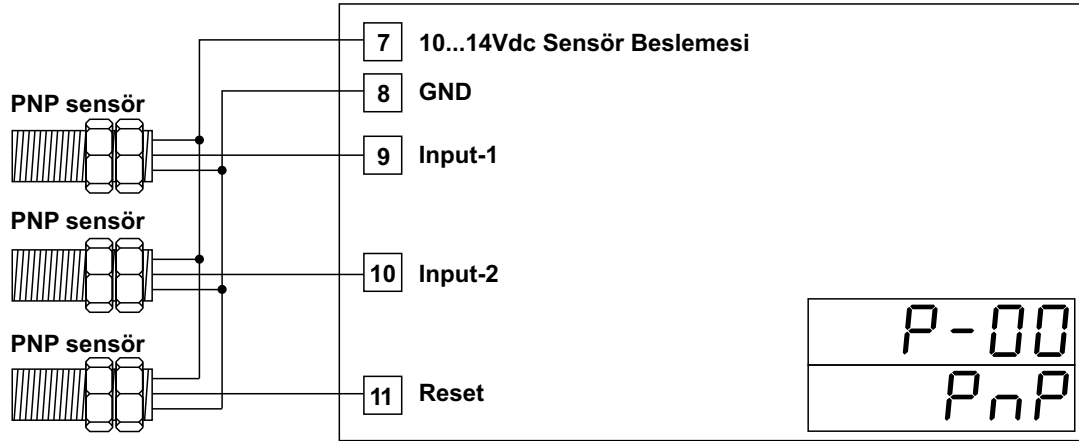 7 10...14Vdc Sensör Beslemesi
8 GND
PNP sensör
9 Input-1
PNP sensör
10 Input-2
PNP sensör
11 Reset
P-00
PnP